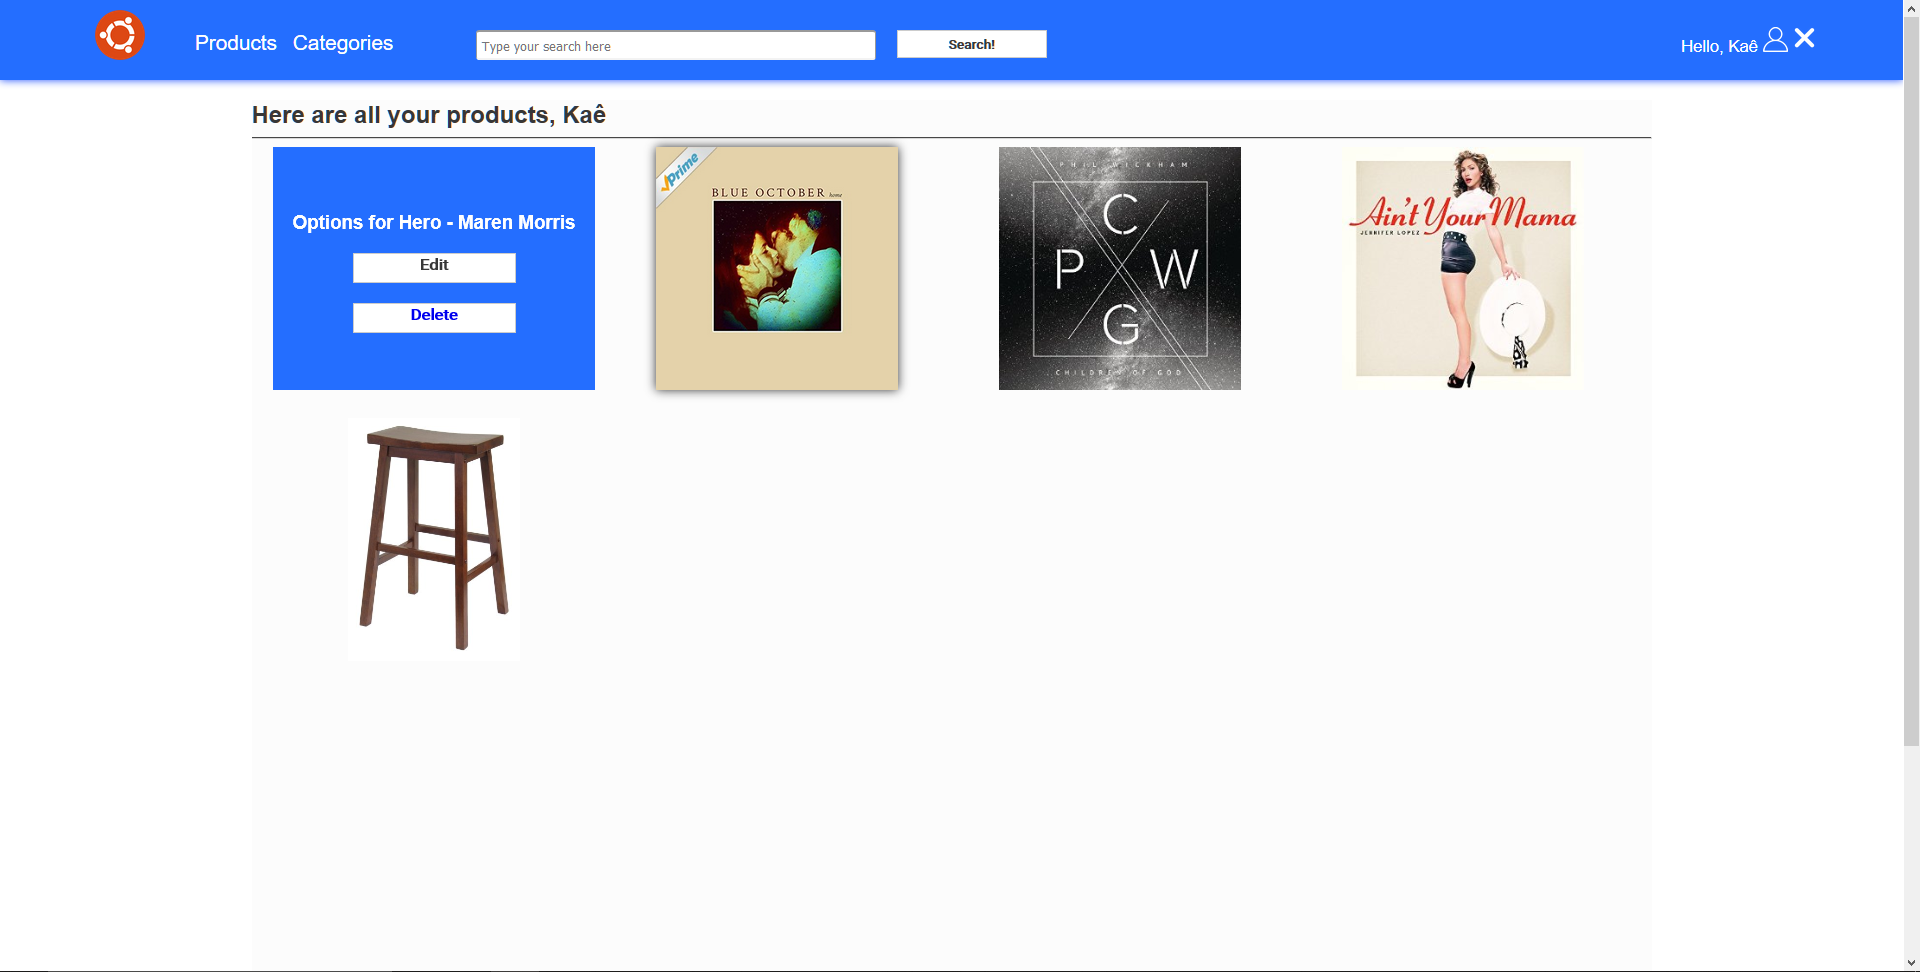 Products Categories
Type your search here
Search!
Hello, Kaê
Here are all your products, Kaê
Options for Hero - Maren Morris
Edit
Delete
Prime
BLUE OCTOBER home
PHIL WICKHAM
C
P W
G
CHILDREN OF GOD
Ain't Your Mama
JENNIFER LOPEZ